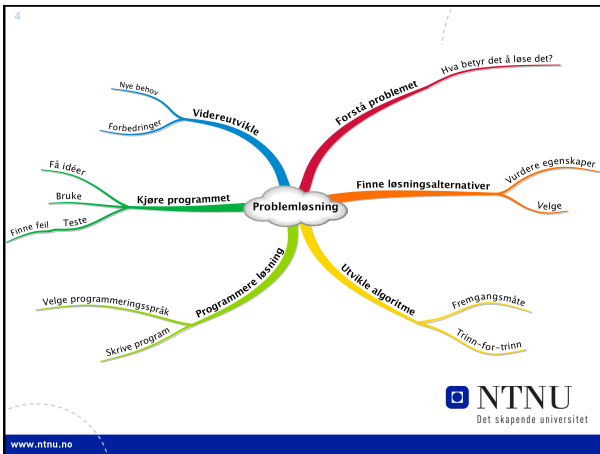 4
Problemløsning
Forstå problemet
Hva betyr det å løse det?
Finne løsningsalternativer
Vurdere egenskaper
Velge
Utvikle algoritme
Fremgangsmåte
Trinn-for-trinn
Programmere løsning
Velge programmeringsspråk
Skrive program
Kjøre programmet
Få idéer
Bruke
Teste
Finne feil
Videreutvikle
Nye behov
Forbedringer
NTNU
Det skapende universitet
www.ntnu.no